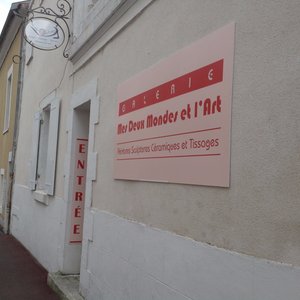 GALERIE
Mes Deux Mondes et l'Art
Peintures Sculptures Céramiques et Tissages
ENTRÉE